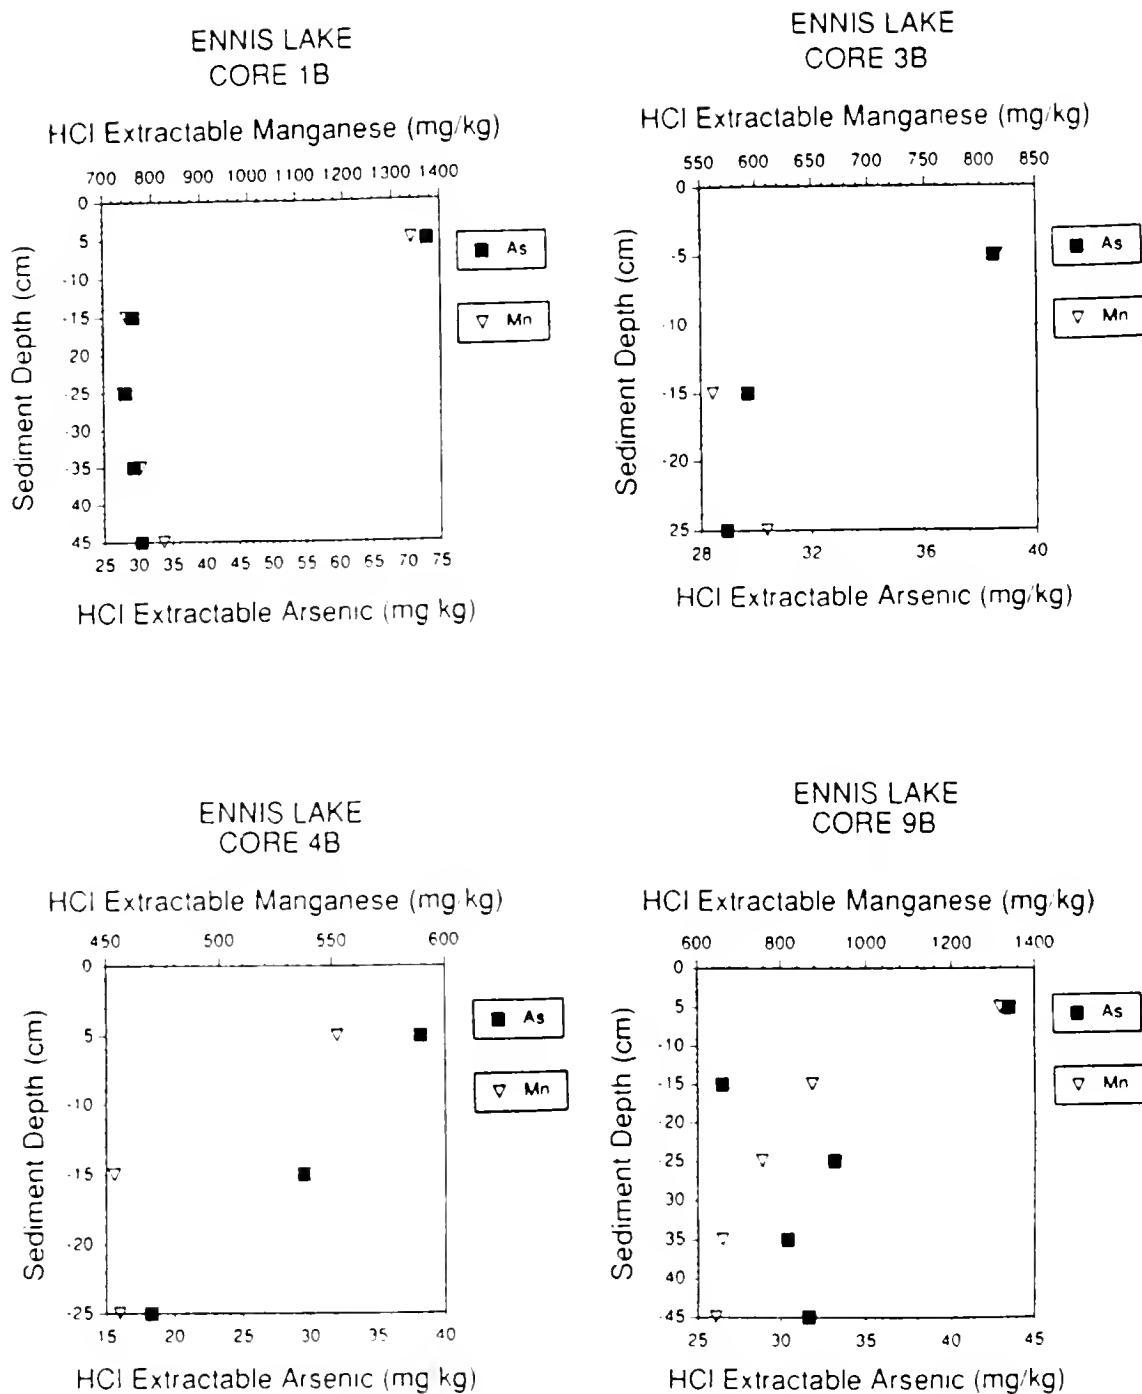 ENNIS LAKE
CORE 1B
HCl Extractable Manganese (mg/kg)
700 800 900 1000 1100 1200 1300 1400
Sediment Depth (cm)
0
5
-10
-15
20
25
-30
-35
40
45
25 30 35 40 45 50 55 60 65 70 75
HCl Extractable Arsenic (mg kg)
As
Mn
ENNIS LAKE
CORE 3B
HCl Extractable Manganese (mg/kg)
550 600 650 700 750 800 850
Sediment Depth (cm)
0
-5
-10
-15
-20
25
28 32 36 40
HCl Extractable Arsenic (mg/kg)
As
Mn
ENNIS LAKE
CORE 4B
HCl Extractable Manganese (mg/kg)
450 500 550 600
Sediment Depth (cm)
0
5
-10
-15
-20
-25
15 20 25 30 35 40
HCl Extractable Arsenic (mg kg)
As
Mn
ENNIS LAKE
CORE 9B
HCl Extractable Manganese (mg/kg)
600 800 1000 1200 1400
Sediment Depth (cm)
0
5
-10
-15
-20
-25
30
35
40
-45
25 30 35 40 45
HCl Extractable Arsenic (mg/kg)
As
Mn